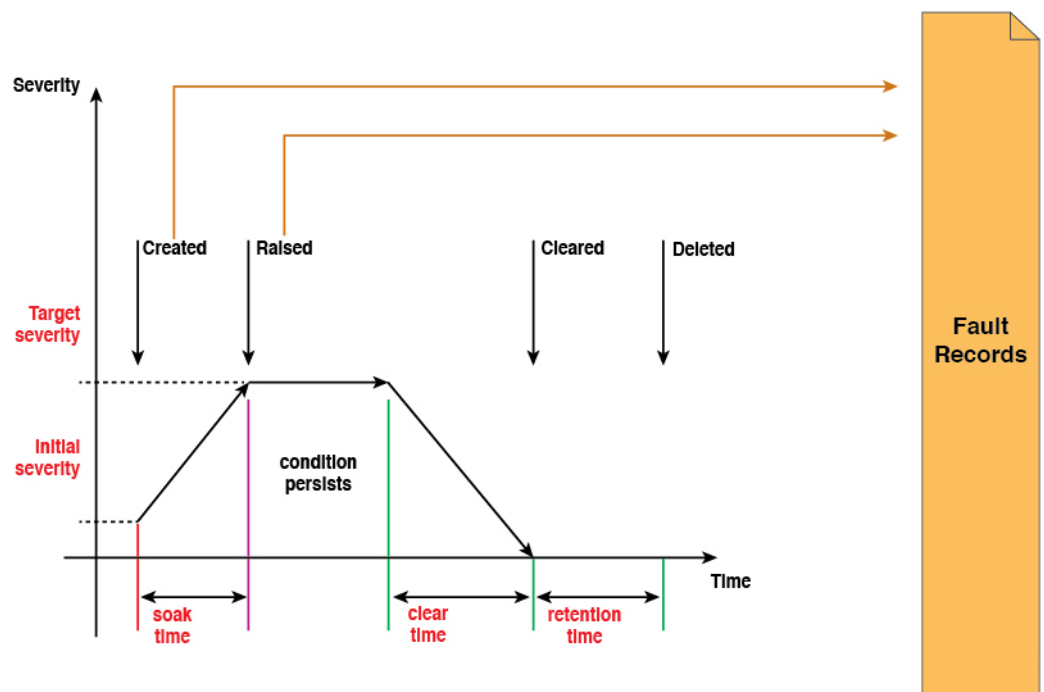 Severity
Created
Raised
Cleared
Deleted
Target
severity
Fault
Records
Initial
severity
condition
persists
Time
soak
time
clear
time
retention
time